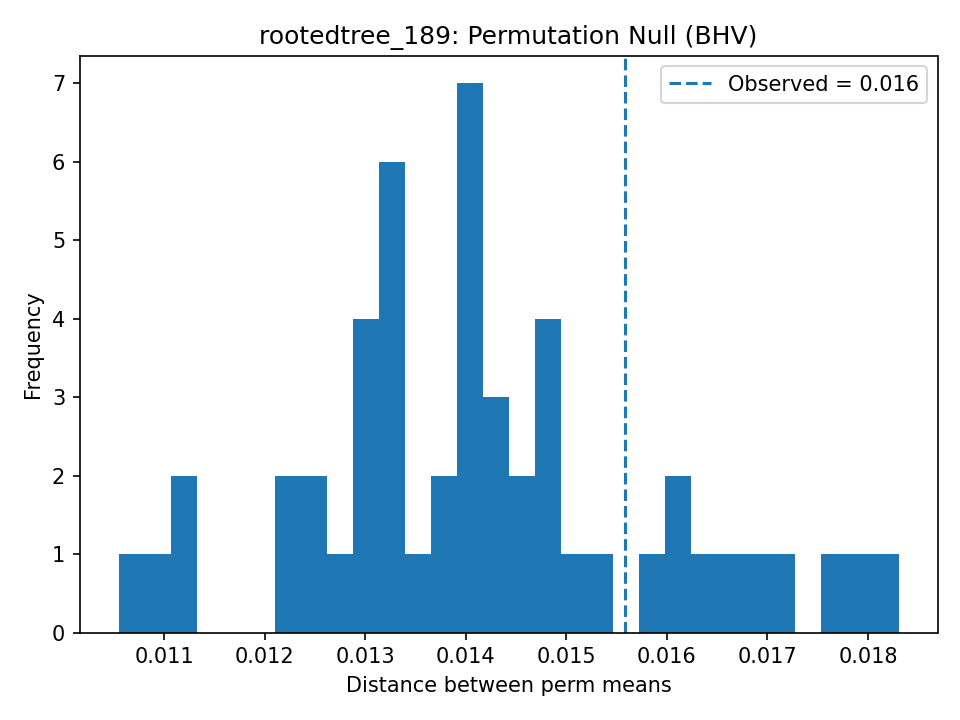 rootedtree_189: Permutation Null (BHV)
Observed = 0.016
7
6
5
4
3
2
1
0
Frequency
0.011 0.012 0.013 0.014 0.015 0.016 0.017 0.018
Distance between perm means